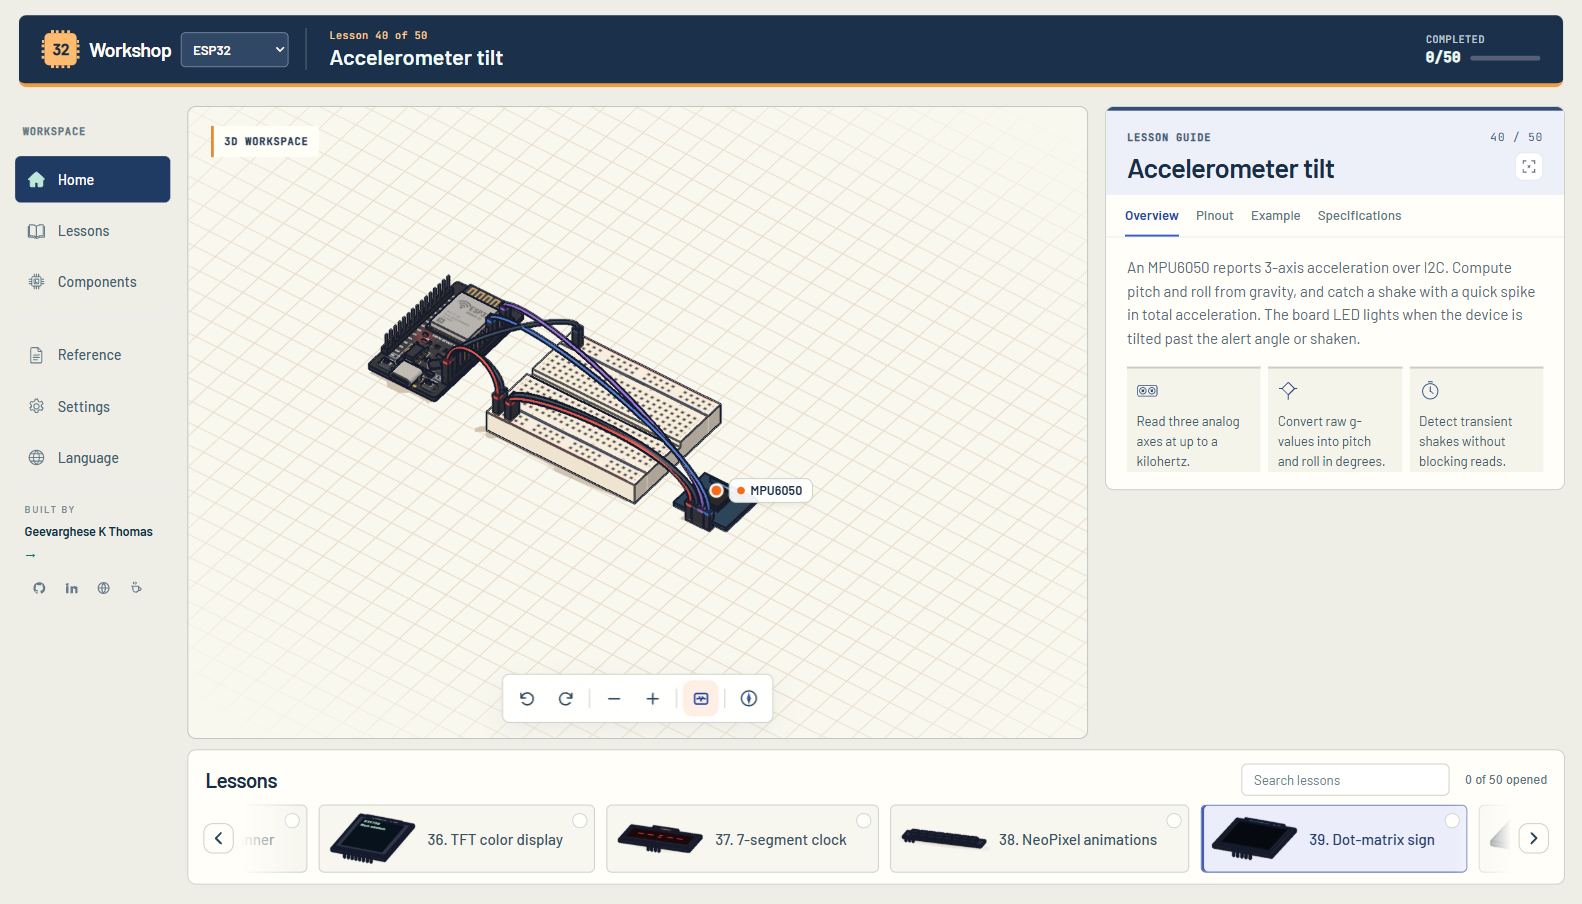 32
Workshop
ESP32
Lesson 40 of 50
Accelerometer tilt
COMPLETED
0/50
WORKSPACE
Home
Lessons
Components
Reference
Settings
Language
BUILT BY
Geevarghese K Thomas
→
3D WORKSPACE
MPU6050
LESSON GUIDE
40 / 50
Accelerometer tilt
Overview
Pinout
Example
Specifications
An MPU6050 reports 3-axis acceleration over I2C. Compute
pitch and roll from gravity, and catch a shake with a quick spike
in total acceleration. The board LED lights when the device is
tilted past the alert angle or shaken.
Read three analog
axes at up to a
kilohertz.
Convert raw g-
values into pitch
and roll in degrees.
Detect transient
shakes without
blocking reads.
Lessons
Search lessons
0 of 50 opened
nner
36. TFT color display
37. 7-segment clock
38. NeoPixel animations
39. Dot-matrix sign